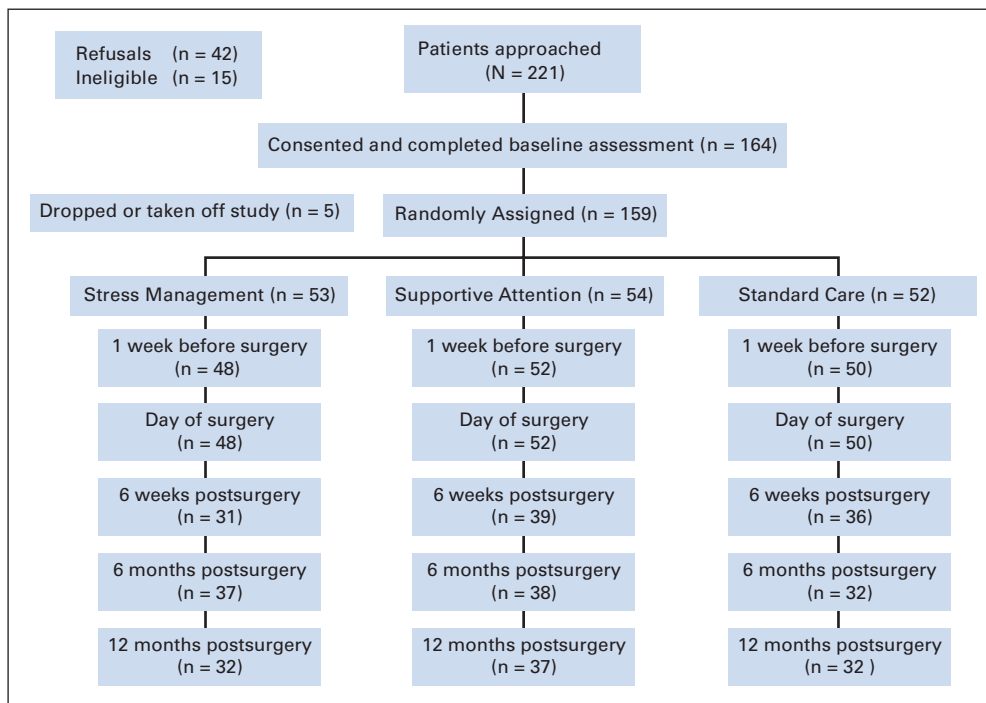 Refusals (n = 42)
Ineligible (n = 15)
Patients approached
(N = 221)
Consented and completed baseline assessment (n = 164)
Dropped or taken off study (n = 5)
Randomly Assigned (n = 159)
Stress Management (n = 53)
Supportive Attention (n = 54)
Standard Care (n = 52)
1 week before surgery
(n = 48)
1 week before surgery
(n = 52)
1 week before surgery
(n = 50)
Day of surgery
(n = 48)
Day of surgery
(n = 52)
Day of surgery
(n = 50)
6 weeks postsurgery
(n = 31)
6 weeks postsurgery
(n = 39)
6 weeks postsurgery
(n = 36)
6 months postsurgery
(n = 37)
6 months postsurgery
(n = 38)
6 months postsurgery
(n = 32)
12 months postsurgery
(n = 32)
12 months postsurgery
(n = 37)
12 months postsurgery
(n = 32 )